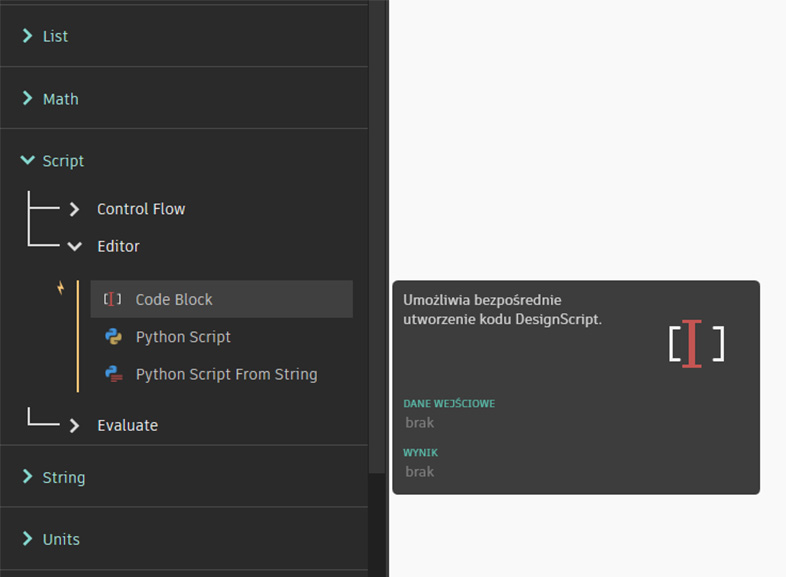 List
Math
Script
Control Flow
Editor
Code Block
Python Script
Python Script From String
Evaluate
String
Units
Umożliwia bezpośrednie
utworzenie kodu DesignScript.
DANE WEJŚCIOWE
brak
WYNIK
brak